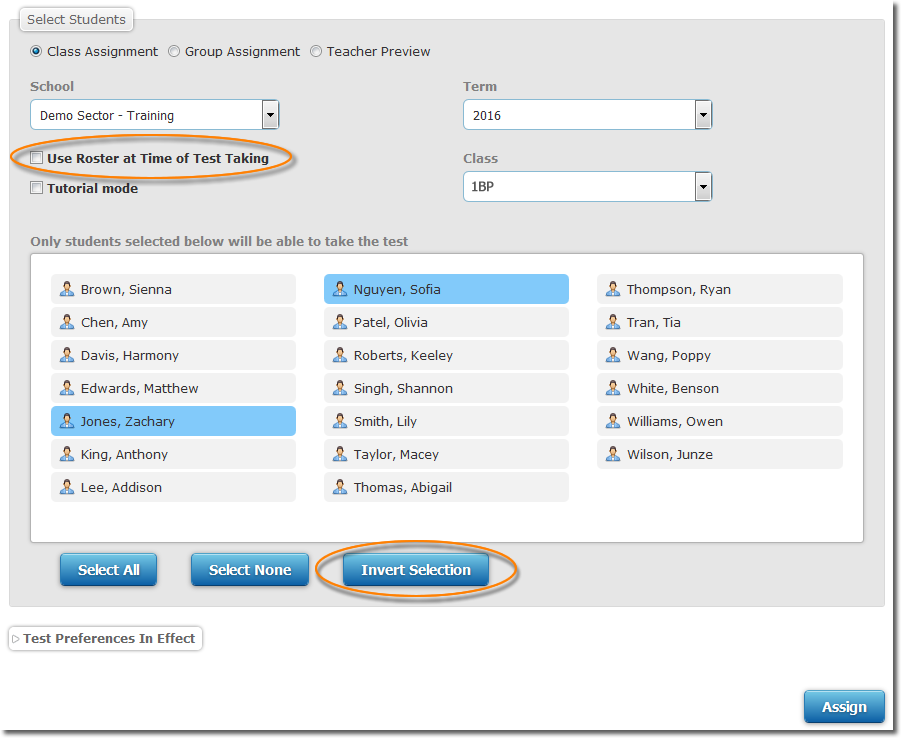 Select Students
Class Assignment Group Assignment Teacher Preview
School Term
Demo Sector - Training 2016
Use Roster at Time of Test Taking Class
Tutorial mode 1BP
Only students selected below will be able to take the test
Brown, Sienna Nguyen, Sofia Thompson, Ryan
Chen, Amy Patel, Olivia Tran, Tia
Davis, Harmony Roberts, Keeley Wang, Poppy
Edwards, Matthew Singh, Shannon White, Benson
Jones, Zachary Smith, Lily Williams, Owen
King, Anthony Taylor, Macey Wilson, Junze
Lee, Addison Thomas, Abigail
Select All Select None Invert Selection
Test Preferences In Effect
Assign